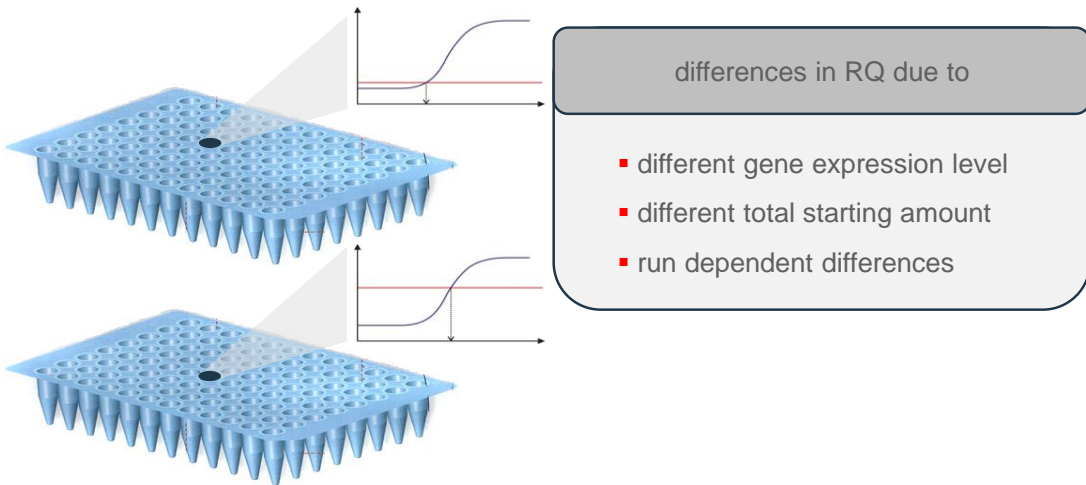 differences in RQ due to
▪ different gene expression level
▪ different total starting amount
▪ run dependent differences